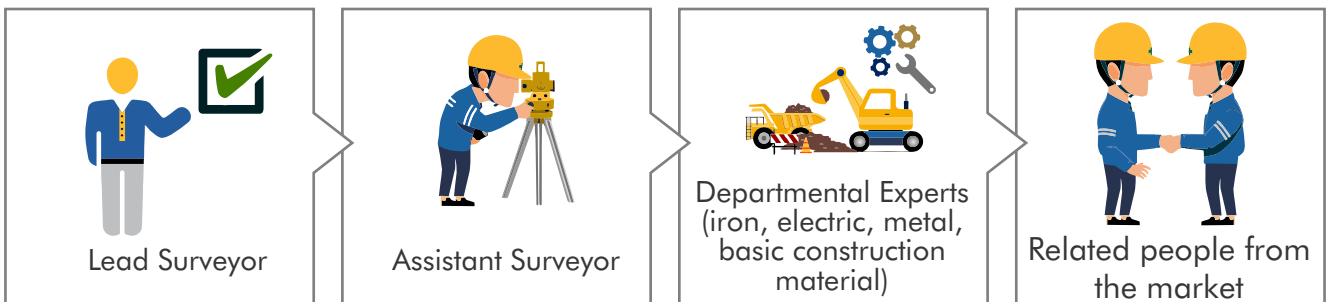 Lead Surveyor
Assistant Surveyor
Departmental Experts
(iron, electric, metal,
basic construction
material)
Related people from
the market